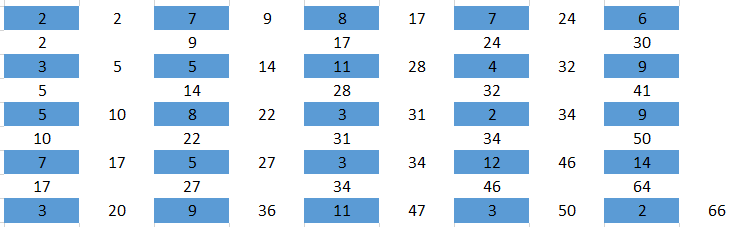 2 2 7 9 8 17 7 24 6
2 9 17 24 30
3 5 5 14 11 28 4 32 9
5 14 28 32 41
5 10 8 22 3 31 2 34 9
10 22 31 34 50
7 17 5 27 3 34 12 46 14
17 27 34 46 64
3 20 9 36 11 47 3 50 2 66